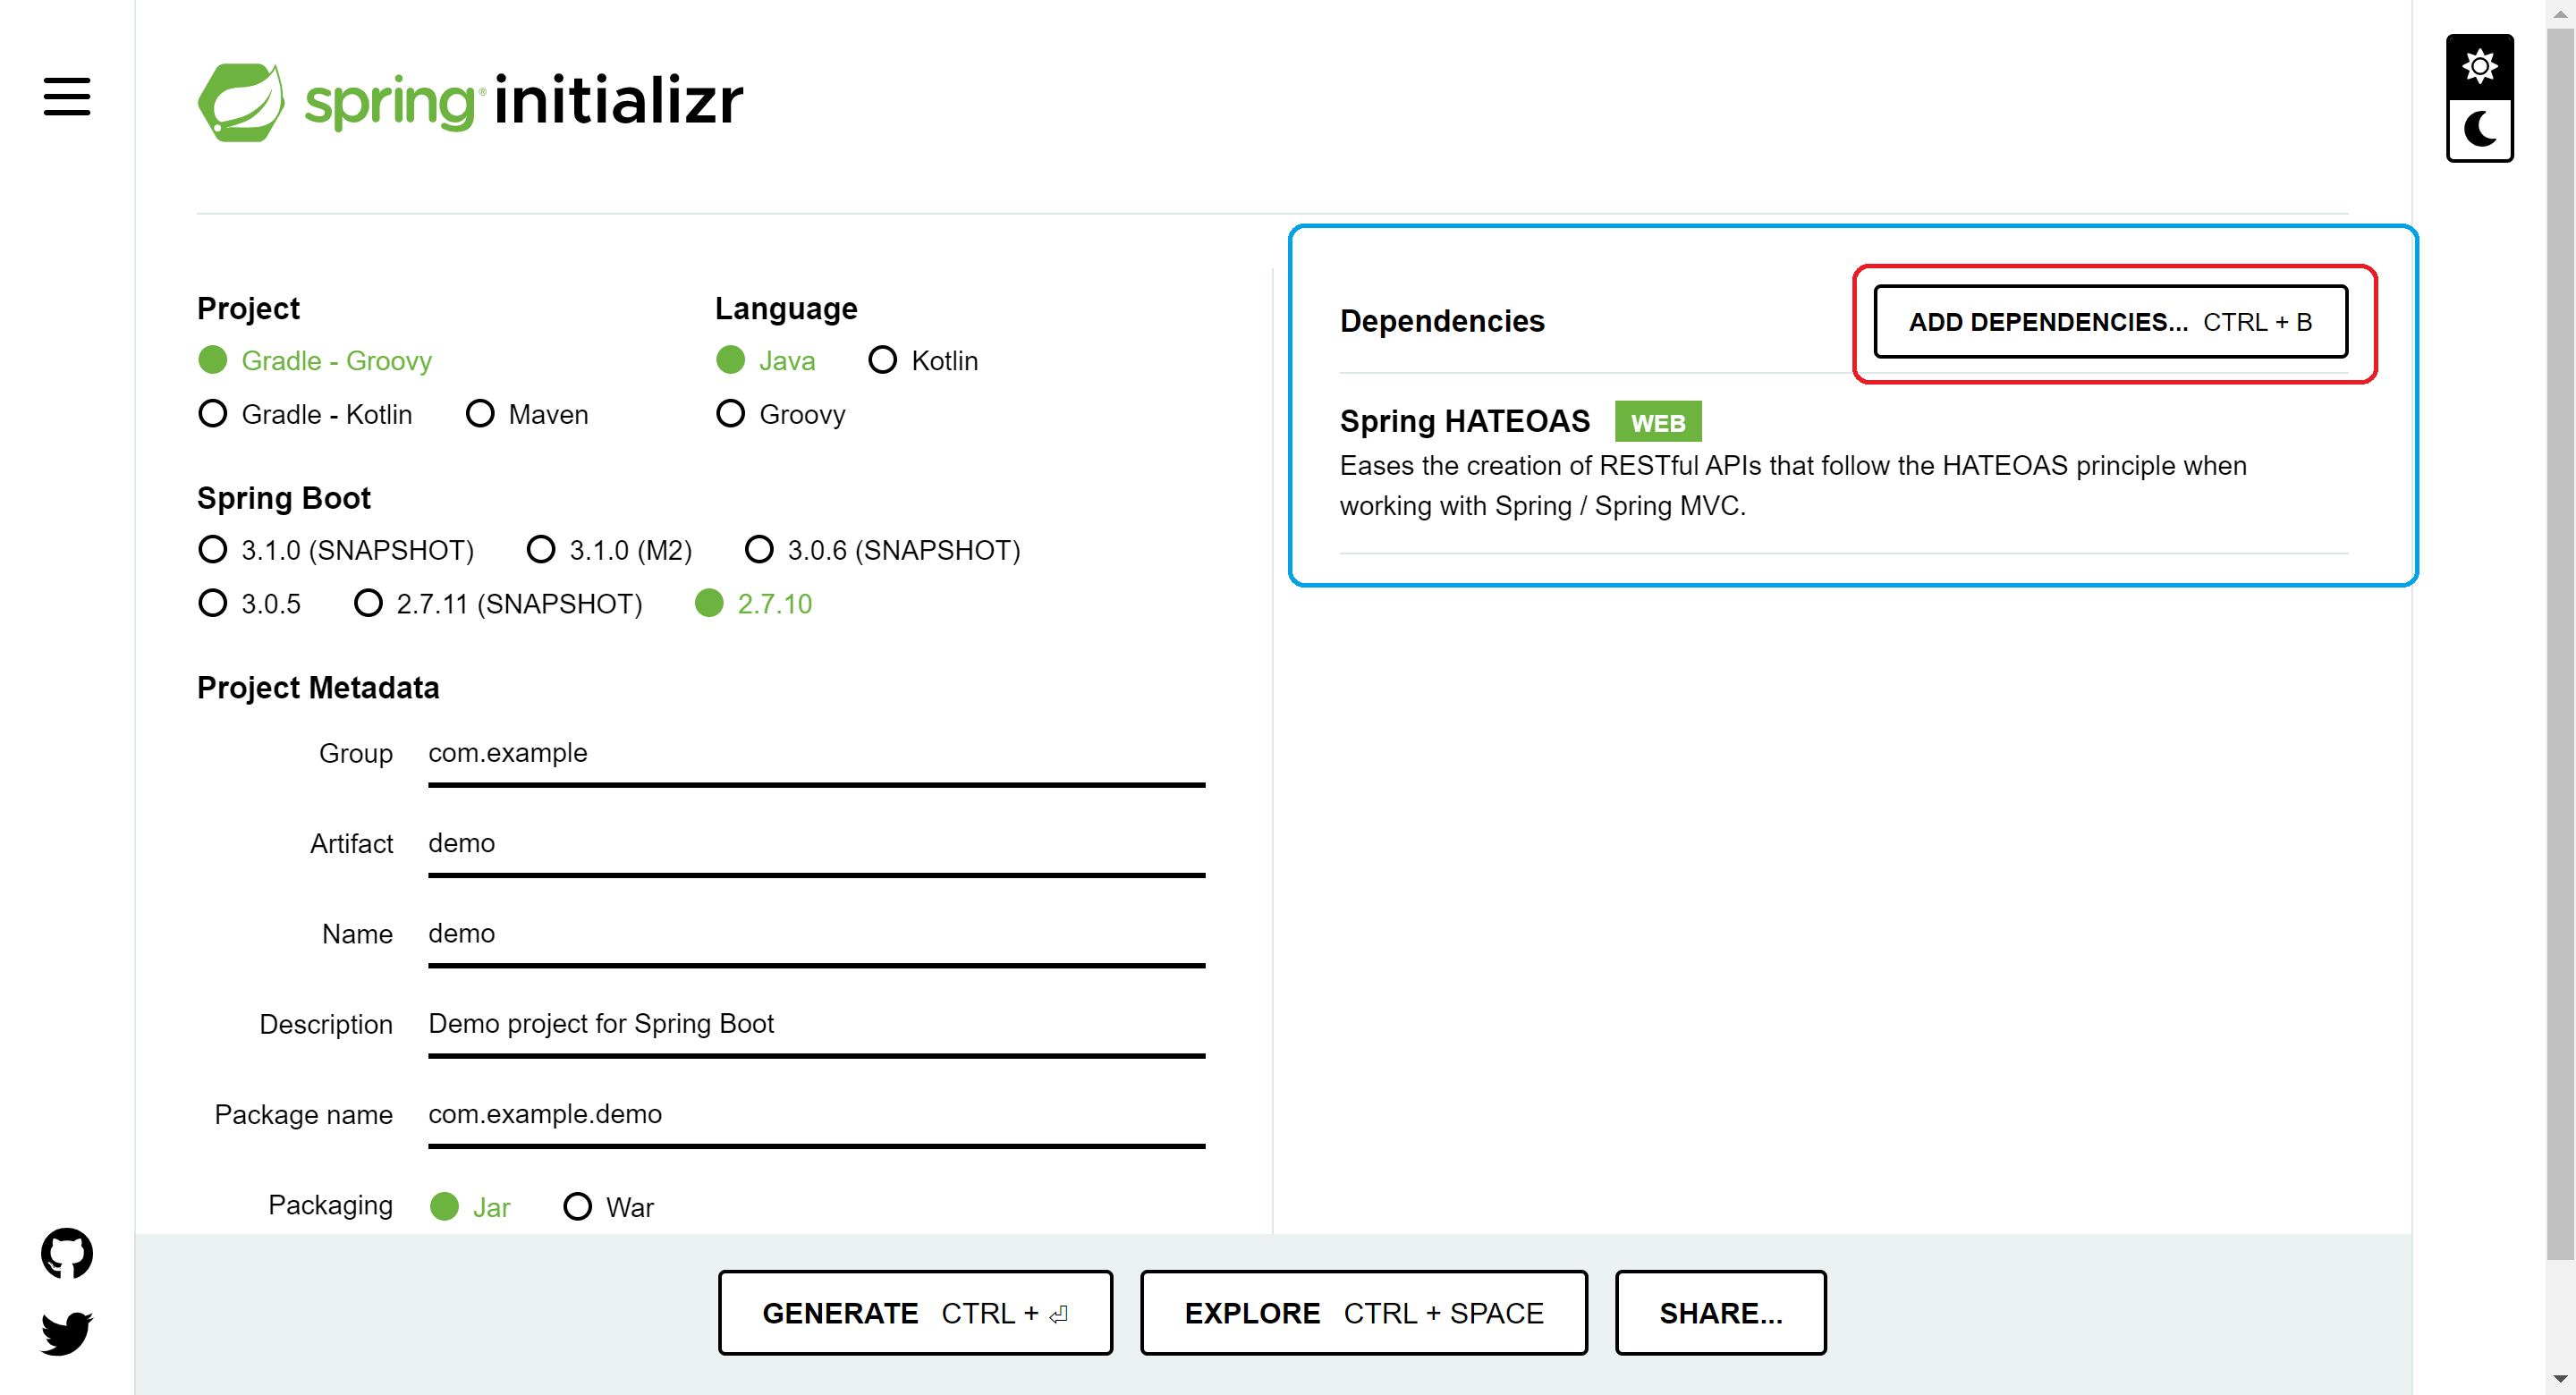 spring® initializr
Project
Gradle - Groovy
Gradle - Kotlin Maven
Language
Java Kotlin
Groovy
Spring Boot
3.1.0 (SNAPSHOT) 3.1.0 (M2) 3.0.6 (SNAPSHOT)
3.0.5 2.7.11 (SNAPSHOT) 2.7.10
Project Metadata
Group com.example
Artifact demo
Name demo
Description Demo project for Spring Boot
Package name com.example.demo
Packaging Jar War
Dependencies ADD DEPENDENCIES... CTRL + B
Spring HATEOAS WEB
Eases the creation of RESTful APIs that follow the HATEOAS principle when
working with Spring / Spring MVC.
GENERATE CTRL + ⏎ EXPLORE CTRL + SPACE SHARE...